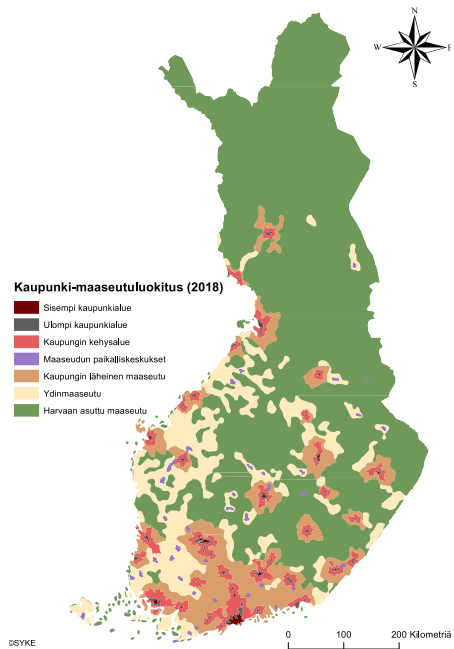 N
W E
S
Kaupunki-maaseutuluokitus (2018)
Sisempi kaupunkialue
Ulompi kaupunkialue
Kaupungin kehysalue
Maaseudun paikalliskeskukset
Kaupungin läheinen maaseutu
Ydinmaaseutu
Harvaan asuttu maaseutu
©SYKE
0 100 200 Kilometriä